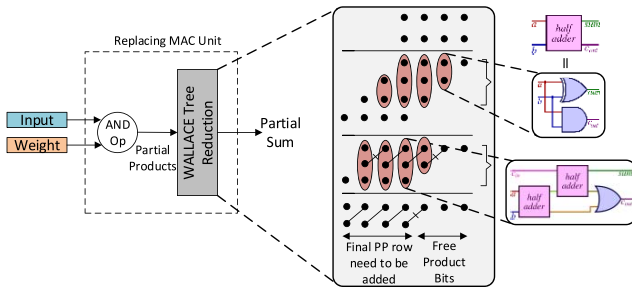 Replacing MAC Unit
Input
Weight
AND
Op
Partial
Products
WALLACE Tree
Reduction
Partial
Sum
Final PP row
need to be
added
Free
Product
Bits
a
b
half
adder
sum
c_out
a
b
sum
c_out
c_in
a
b
half
adder
half
adder
sum
c_out